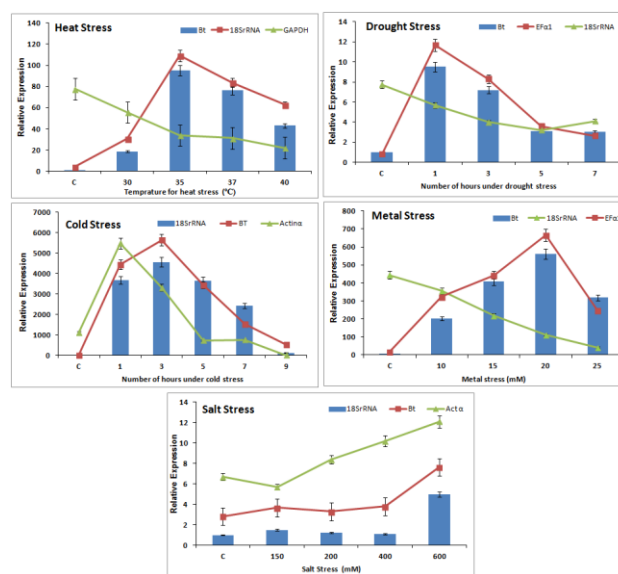 Heat Stress
Bt 18SrRNA GAPDH
Relative Expression
140
120
100
80
60
40
20
0
C 30 35 37 40
Temprature for heat stress (°C)
Drought Stress
Bt EFα1 18SrRNA
Relative Expression
14
12
10
8
6
4
2
0
C 1 3 5 7
Number of hours under drought stress
Cold Stress
18SrRNA BT Actinα
Relative Expression
7000
6000
5000
4000
3000
2000
1000
0
C 1 3 5 7 9
Number of hours under cold stress
Metal Stress
Bt 18SrRNA EFα
Relative Expression
800
700
600
500
400
300
200
100
0
C 10 15 20 25
Metal stress (mM)
Salt Stress
18SrRNA Bt Act α
Relative Expression
14
12
10
8
6
4
2
0
C 150 200 400 600
Salt Stress (mM)